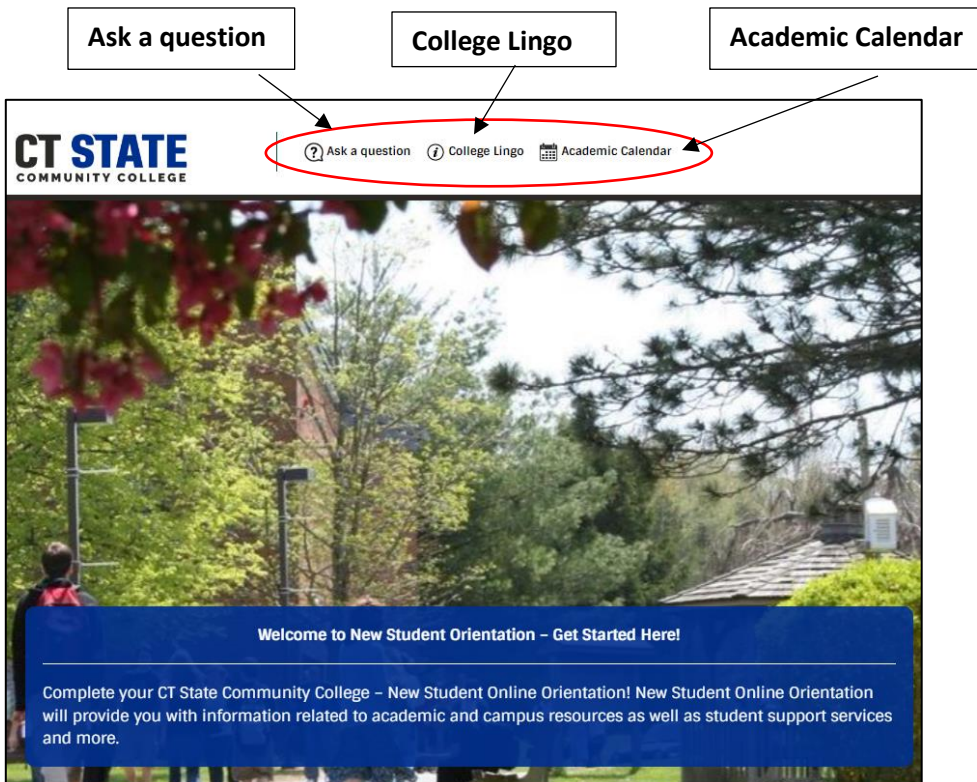 Ask a question
College Lingo
Academic Calendar
CT STATE
COMMUNITY COLLEGE
? Ask a question i College Lingo Academic Calendar
Welcome to New Student Orientation – Get Started Here!
Complete your CT State Community College – New Student Online Orientation! New Student Online Orientation
will provide you with information related to academic and campus resources as well as student support services
and more.